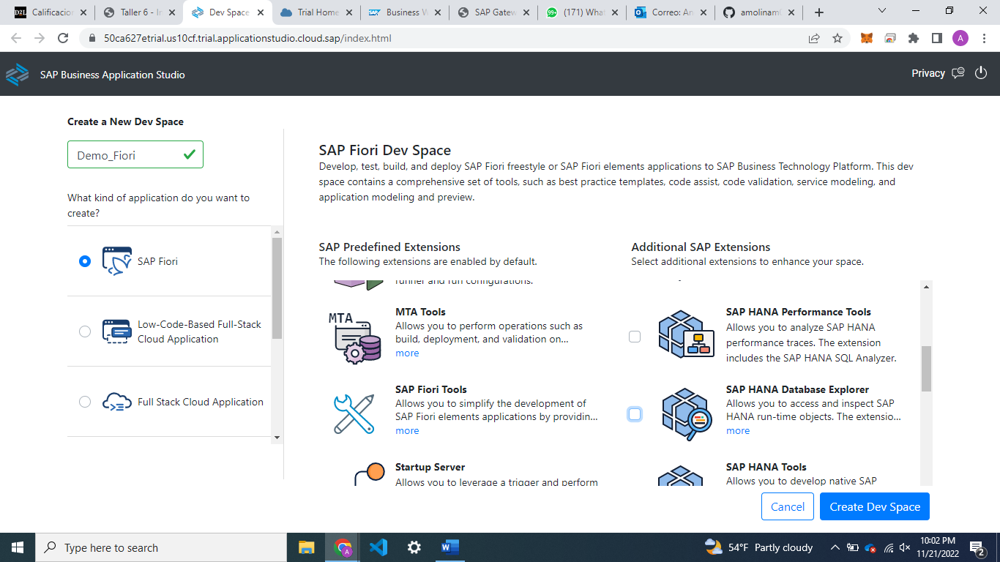 Calificacior
Taller 6 - Ir
Dev Space
Trial Home
Business W
SAP Gatew
(171) What
Correo: An
amolinam
50ca627etrial.us10cf.trial.applicationstudio.cloud.sap/index.html
A
SAP Business Application Studio
Privacy
Create a New Dev Space
Demo_Fiori
What kind of application do you want to
create?
SAP Fiori
Low-Code-Based Full-Stack
Cloud Application
Full Stack Cloud Application
SAP Fiori Dev Space
Develop, test, build, and deploy SAP Fiori freestyle or SAP Fiori elements applications to SAP Business Technology Platform. This dev
space contains a comprehensive set of tools, such as best practice templates, code assist, code validation, service modeling, and
application modeling and preview.
SAP Predefined Extensions
The following extensions are enabled by default.
runner and run configurations.
MTA
MTA Tools
Allows you to perform operations such as
build, deployment, and validation on...
more
SAP Fiori Tools
Allows you to simplify the development of
SAP Fiori elements applications by providin...
more
Startup Server
Allows you to leverage a trigger and perform
Additional SAP Extensions
Select additional extensions to enhance your space.
SAP HANA Performance Tools
Allows you to analyze SAP HANA
performance traces. The extension
includes the SAP HANA SQL Analyzer.
SAP HANA Database Explorer
Allows you to access and inspect SAP
HANA run-time objects. The extensio...
more
SAP HANA Tools
Allows you to develop native SAP
Cancel
Create Dev Space
Type here to search
54°F Partly cloudy
10:02 PM
11/21/2022
2